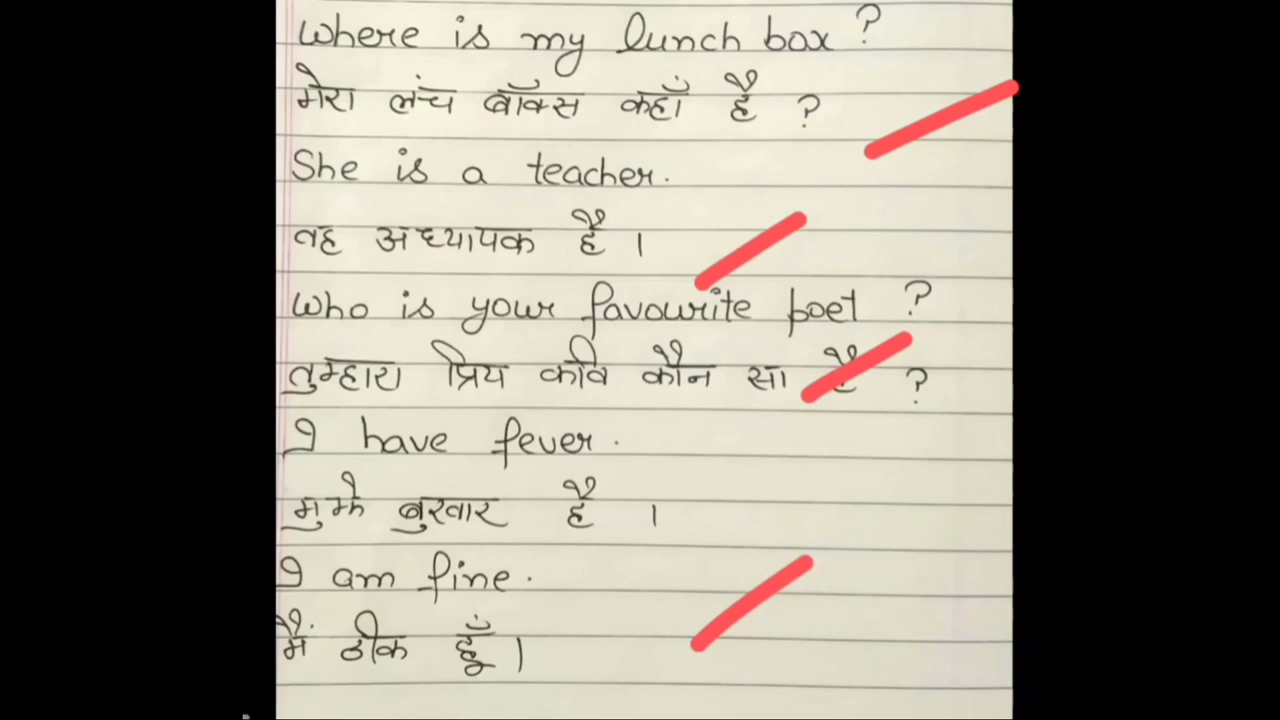 Where is my lunch box ?
मेरा लंच बॉक्स कहाँ है ?
She is a teacher.
वह अध्यापक है ।
Who is your favourite poet ?
तुम्हारा प्रिय कवि कौन सा है ?
I have fever.
मुझे बुखार है ।
I am fine.
मैं ठीक हूँ ।